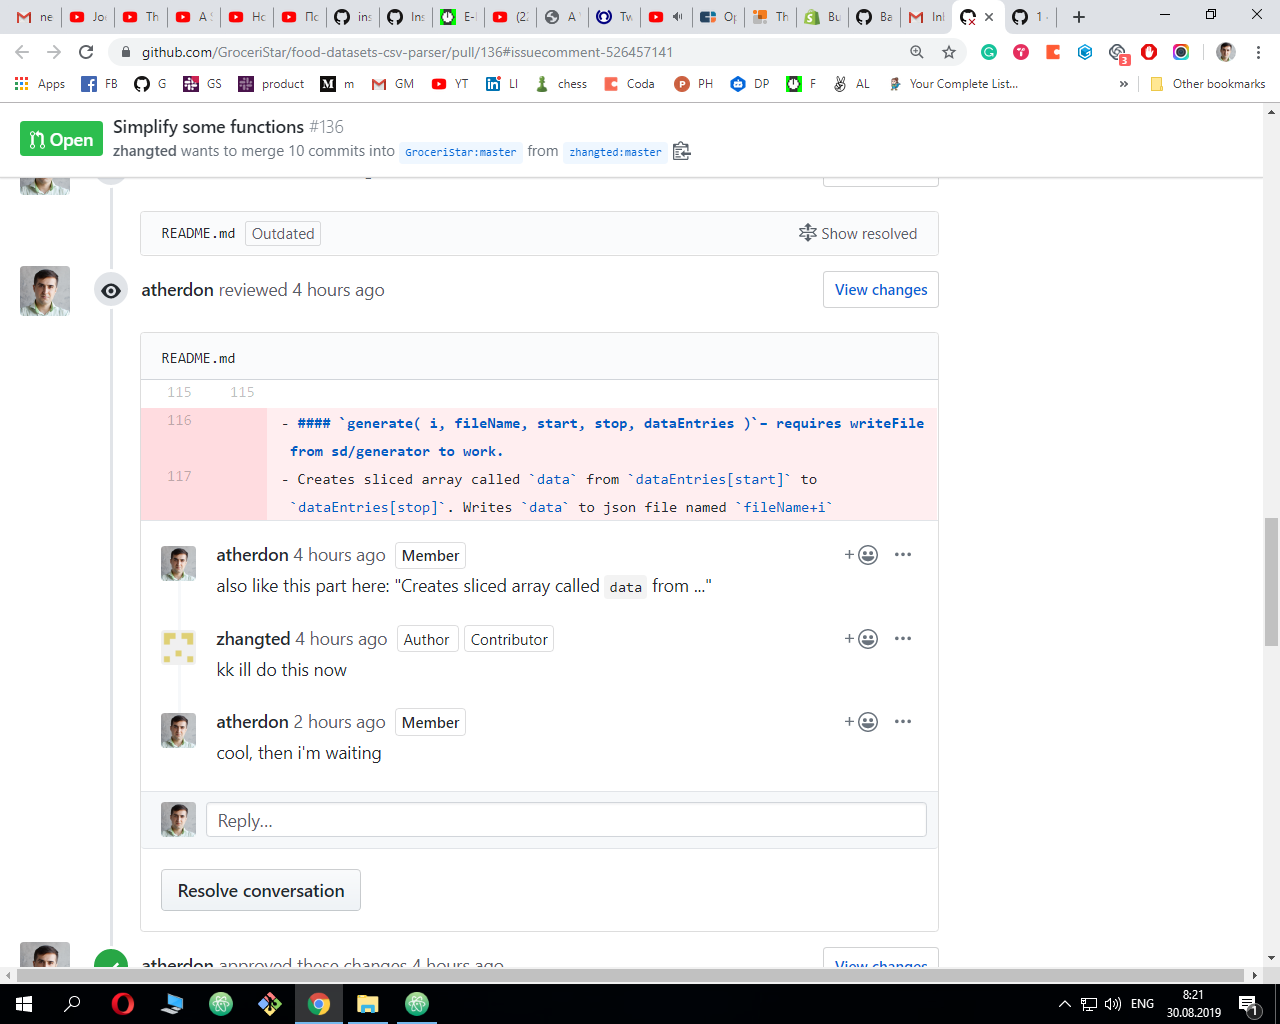 ne
Jo
Th
A S
Ho
По
ins
Ins
E-
(2
A
Tw
Op
Th
Bu
Ba
Inl
1
github.com/GroceriStar/food-datasets-csv-parser/pull/136#issuecomment-526457141
3
Apps FB G GS product M m GM YT LI chess Coda PH DP F AL Your Complete List... » Other bookmarks
Open
Simplify some functions #136
zhangted wants to merge 10 commits into GroceriStar:master from zhangted:master
README.md Outdated Show resolved
atherdon reviewed 4 hours ago View changes
README.md
115 115
116 - #### `generate( i, fileName, start, stop, dataEntries )`- requires writeFile
from sd/generator to work.
117 - Creates sliced array called `data` from `dataEntries[start]` to
`dataEntries[stop]`. Writes `data` to json file named `fileName+i`
atherdon 4 hours ago Member
also like this part here: "Creates sliced array called data from ..."
zhangted 4 hours ago Author Contributor
kk ill do this now
atherdon 2 hours ago Member
cool, then i'm waiting
Reply...
Resolve conversation
atherdon approved these changes 4 hours ago View changes
ENG
8:21
30.08.2019
1